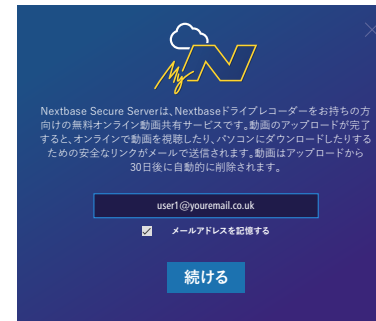 My N
Nextbase Secure Serverは、Nextbaseドライブレコーダーをお持ちの方
向けの無料オンライン動画共有サービスです。動画のアップロードが完了
すると、オンラインで動画を視聴したり、パソコンにダウンロードしたりする
ための安全なリンクがメールで送信されます。動画はアップロードから
30日後に自動的に削除されます。
user1@youremail.co.uk
メールアドレスを記憶する
続ける